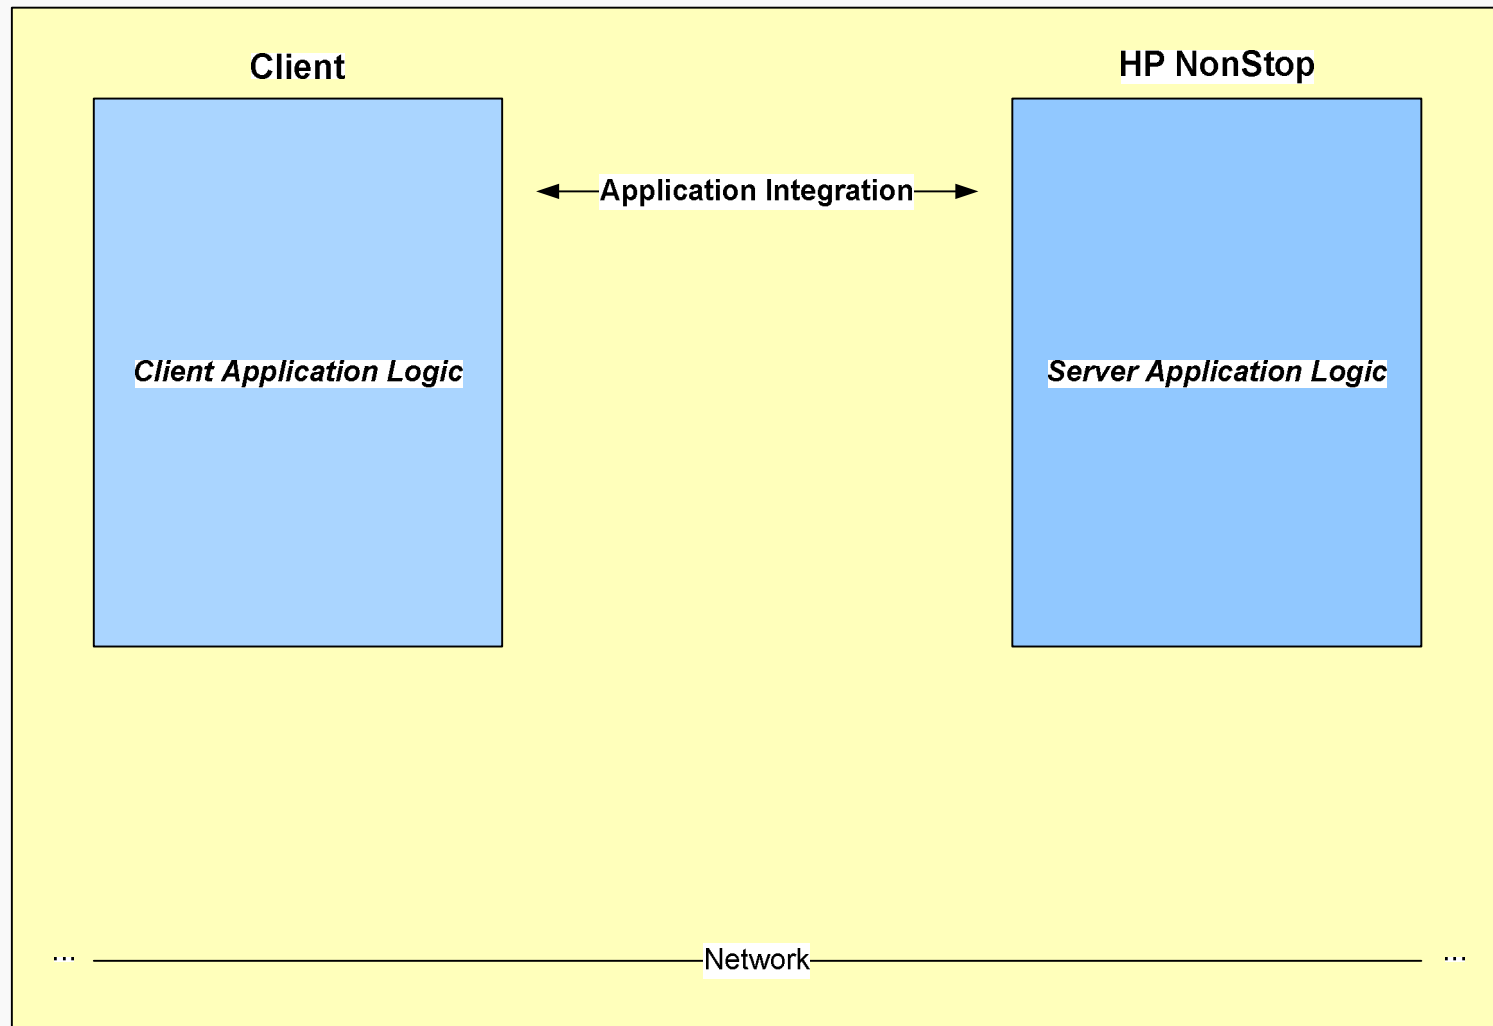 Client
HP NonStop
Application Integration
Client Application Logic
Server Application Logic
... Network ...